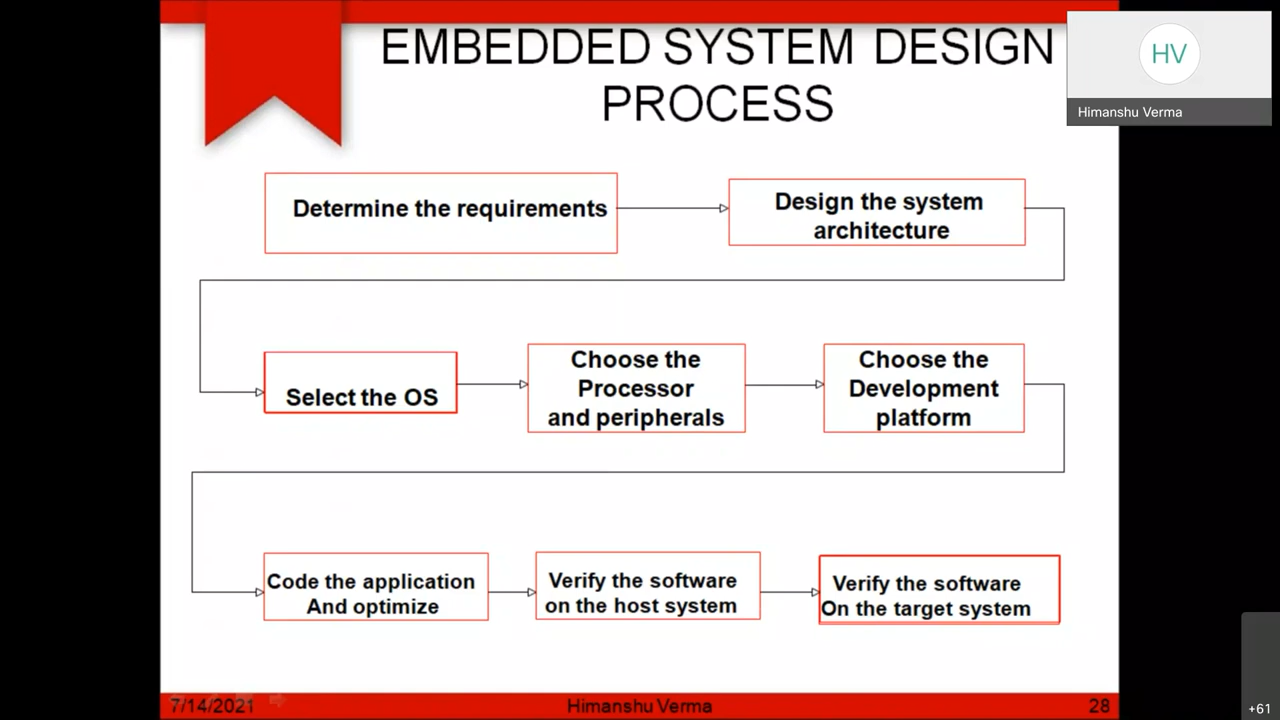 EMBEDDED SYSTEM DESIGN
PROCESS
HV
Himanshu Verma
Determine the requirements
Design the system
architecture
Select the OS
Choose the
Processor
and peripherals
Choose the
Development
platform
Code the application
And optimize
Verify the software
on the host system
Verify the software
On the target system
7/14/2021
Himanshu Verma
28
+61